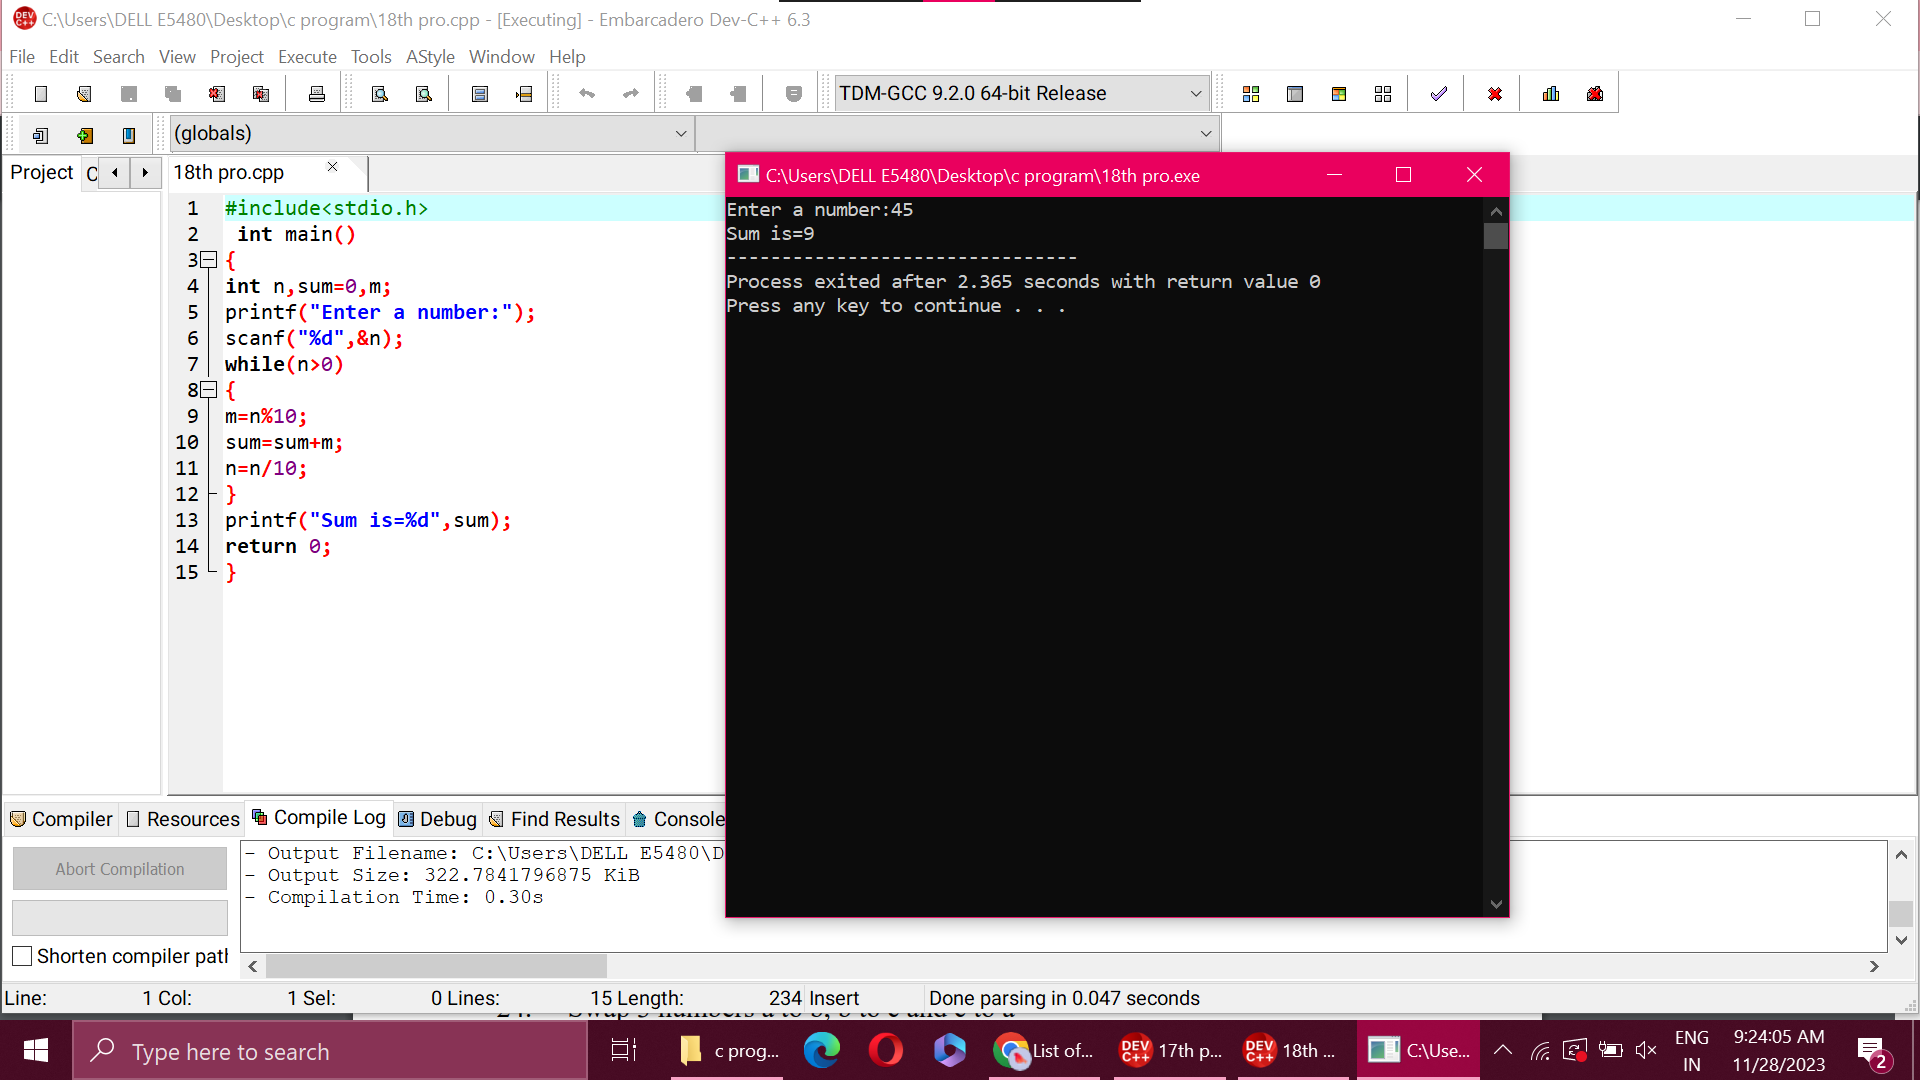 C:\Users\DELL E5480\Desktop\c program\18th pro.cpp - [Executing] - Embarcadero Dev-C++ 6.3
File Edit Search View Project Execute Tools AStyle Window Help
TDM-GCC 9.2.0 64-bit Release
(globals)
Project C 18th pro.cpp
1 #include<stdio.h>
2 int main()
3 {
4 int n,sum=0,m;
5 printf("Enter a number:");
6 scanf("%d",&n);
7 while(n>0)
8 {
9 m=n%10;
10 sum=sum+m;
11 n=n/10;
12 }
13 printf("Sum is=%d",sum);
14 return 0;
15 }
C:\Users\DELL E5480\Desktop\c program\18th pro.exe
Enter a number:45
Sum is=9
--------------------------------
Process exited after 2.365 seconds with return value 0
Press any key to continue . . .
Compiler Resources Compile Log Debug Find Results Console
Abort Compilation
Shorten compiler path
- Output Filename: C:\Users\DELL E5480\D
- Output Size: 322.7841796875 KiB
- Compilation Time: 0.30s
Line: 1 Col: 1 Sel: 0 Lines: 15 Length: 234 Insert Done parsing in 0.047 seconds
24. Swap 3 numbers a to b, b to c and c to a
Type here to search
c prog... List of... 17th p... 18th ... C:\Use...
ENG
IN
9:24:05 AM
11/28/2023
2